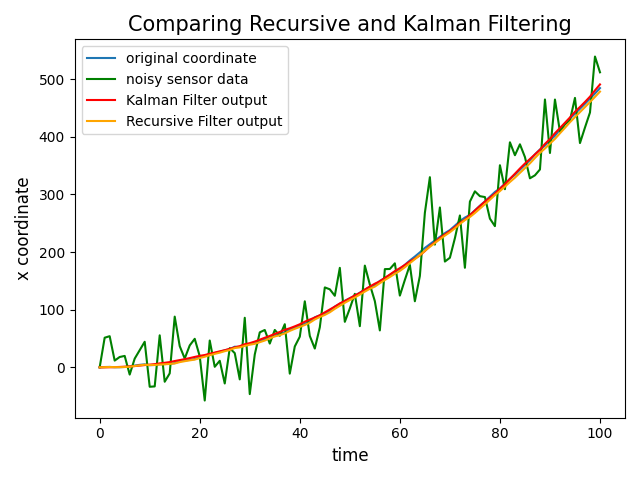 Comparing Recursive and Kalman Filtering
original coordinate
noisy sensor data
Kalman Filter output
Recursive Filter output
x coordinate
500
400
300
200
100
0
0 20 40 60 80 100
time